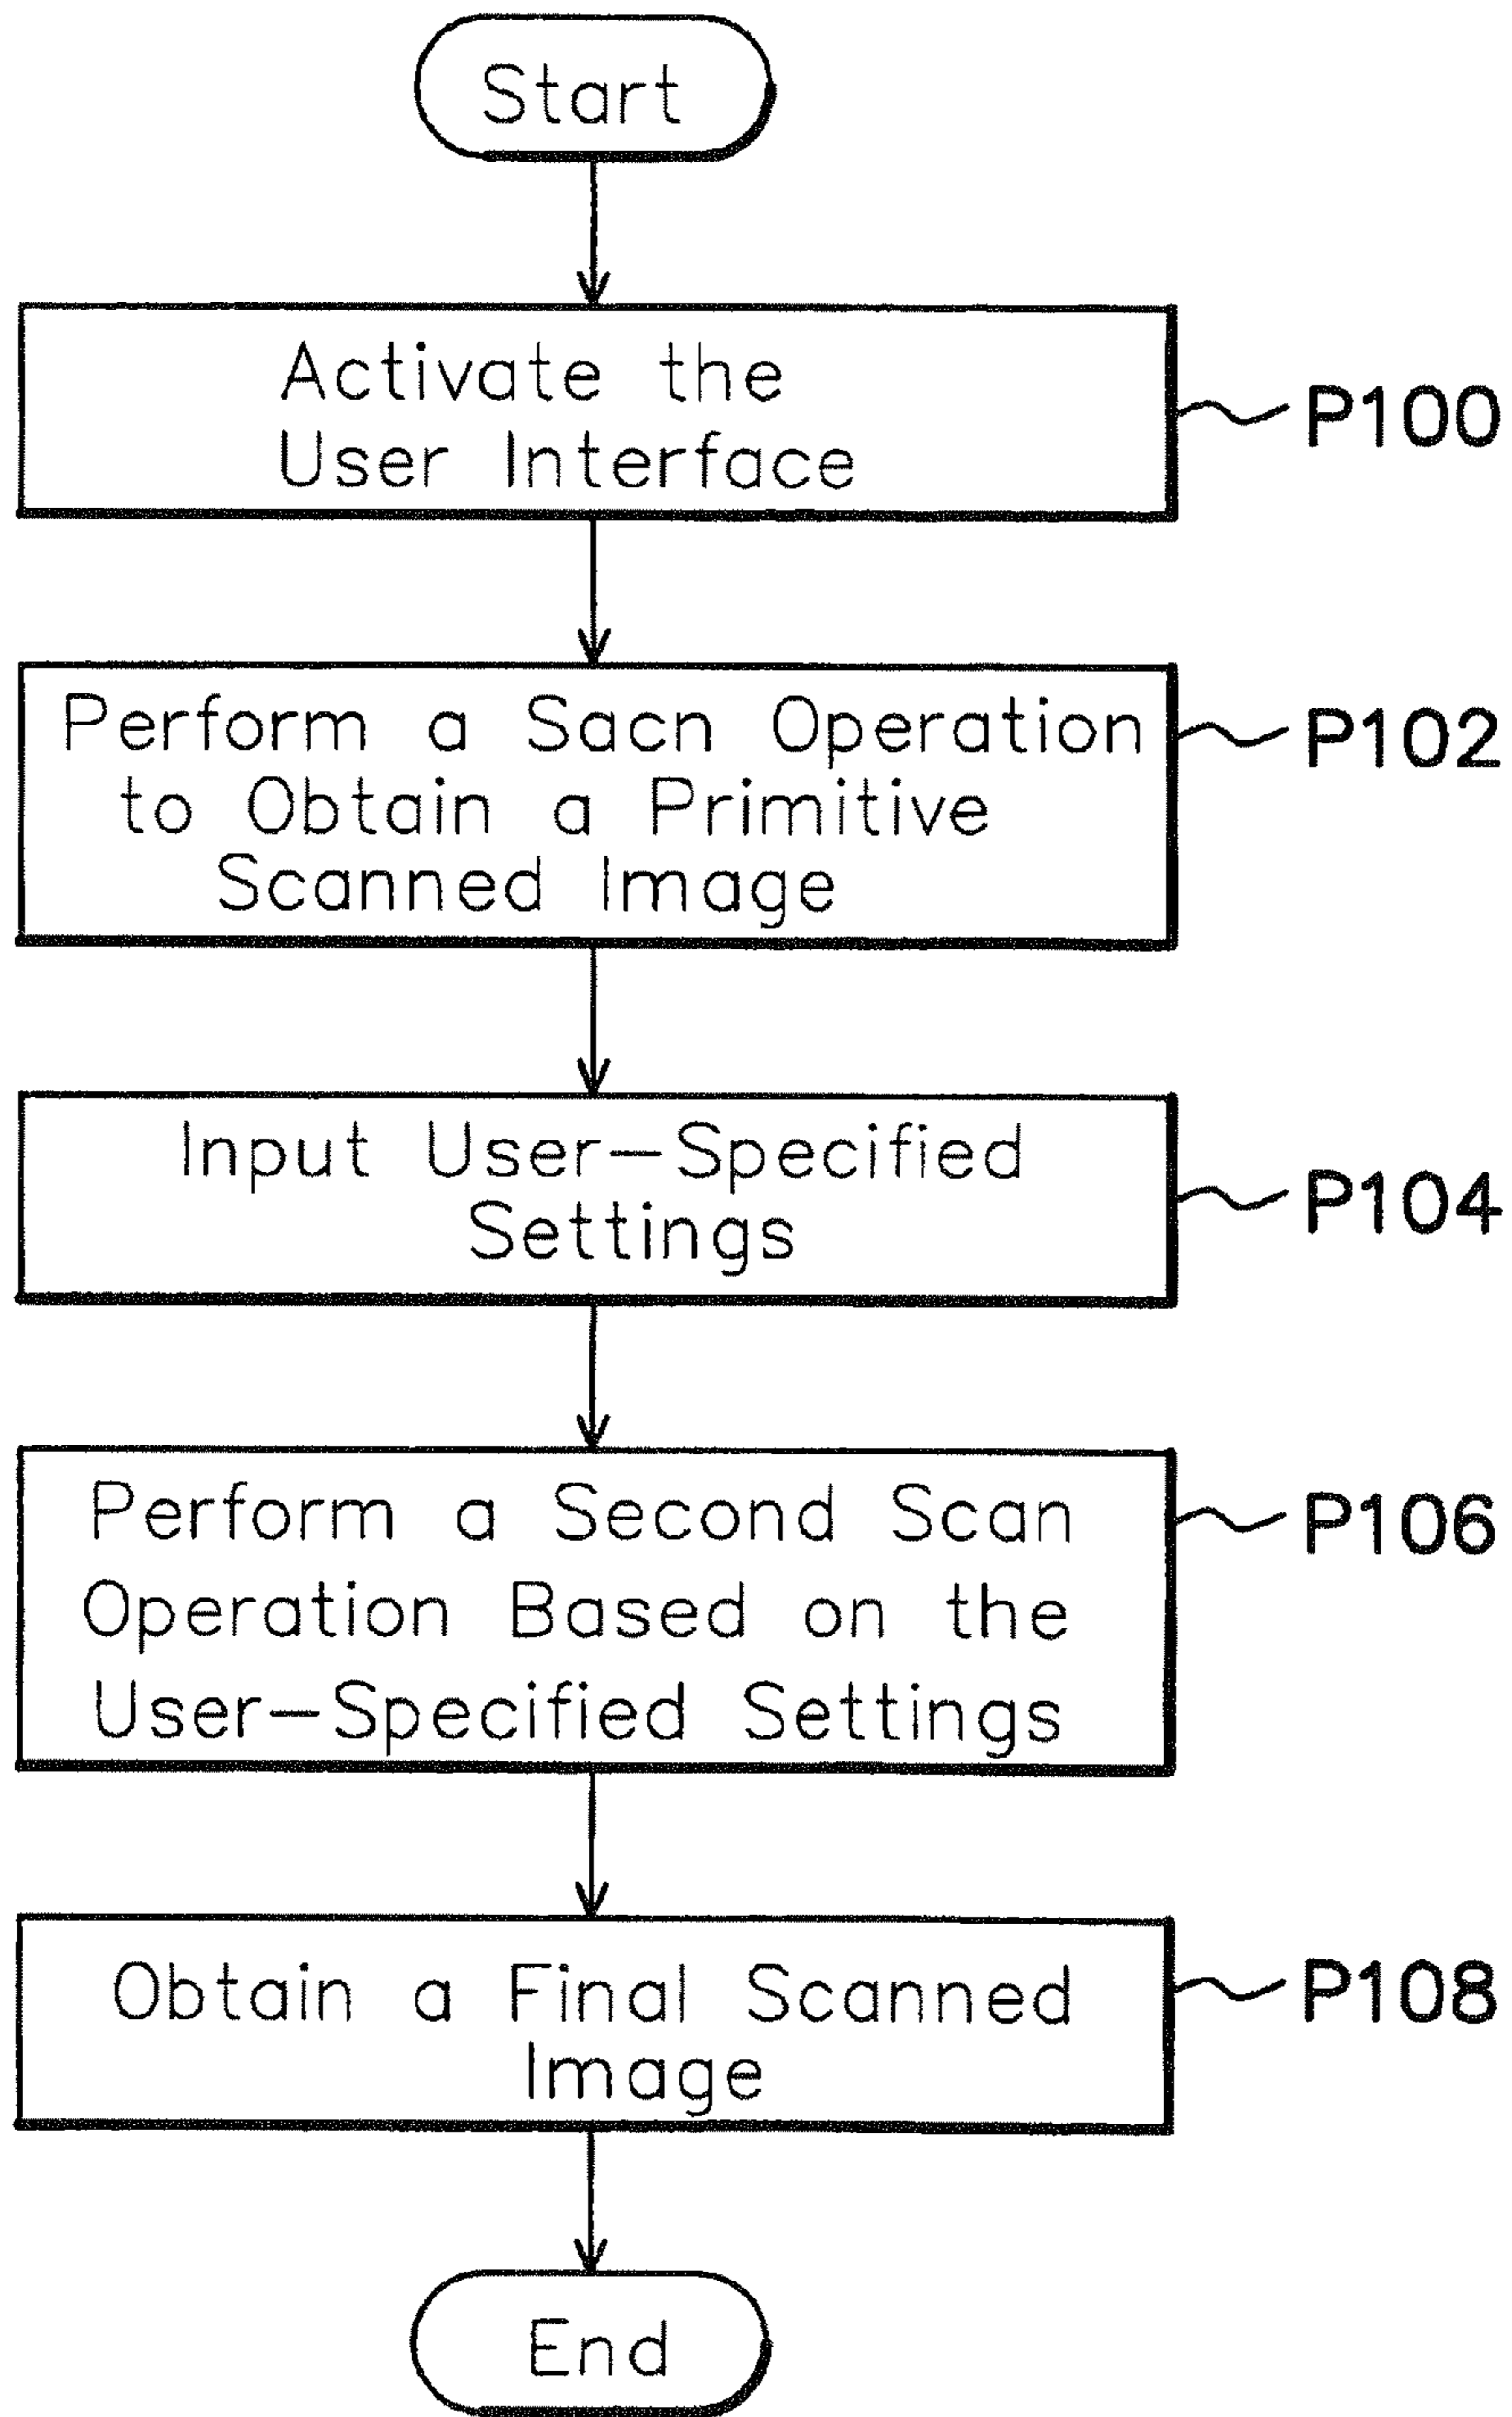 Start
Activate the
User Interface
P100
Perform a Sacn Operation
to Obtain a Primitive
Scanned Image
P102
Input User-Specified
Settings
P104
Perform a Second Scan
Operation Based on the
User-Specified Settings
P106
Obtain a Final Scanned
Image
P108
End